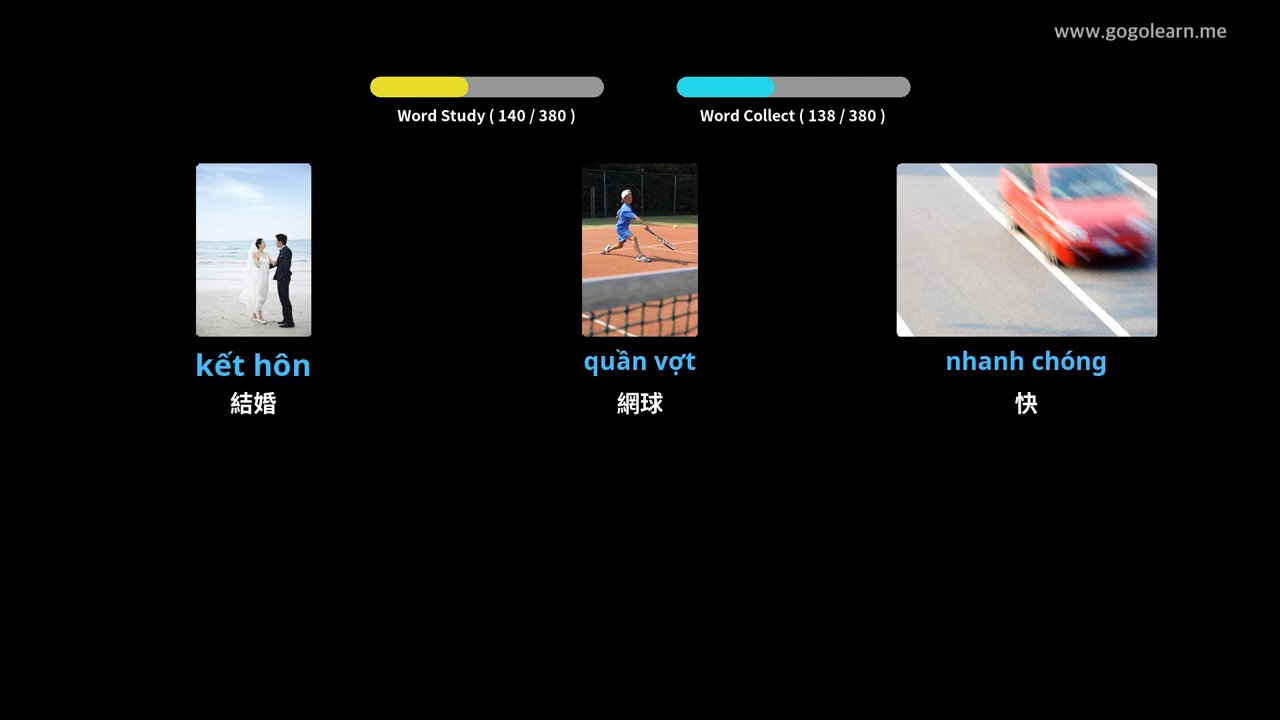 www.gogolearn.me
Word Study ( 140 / 380 )
Word Collect ( 138 / 380 )
kết hôn
quần vợt
nhanh chóng
結婚
網球
快